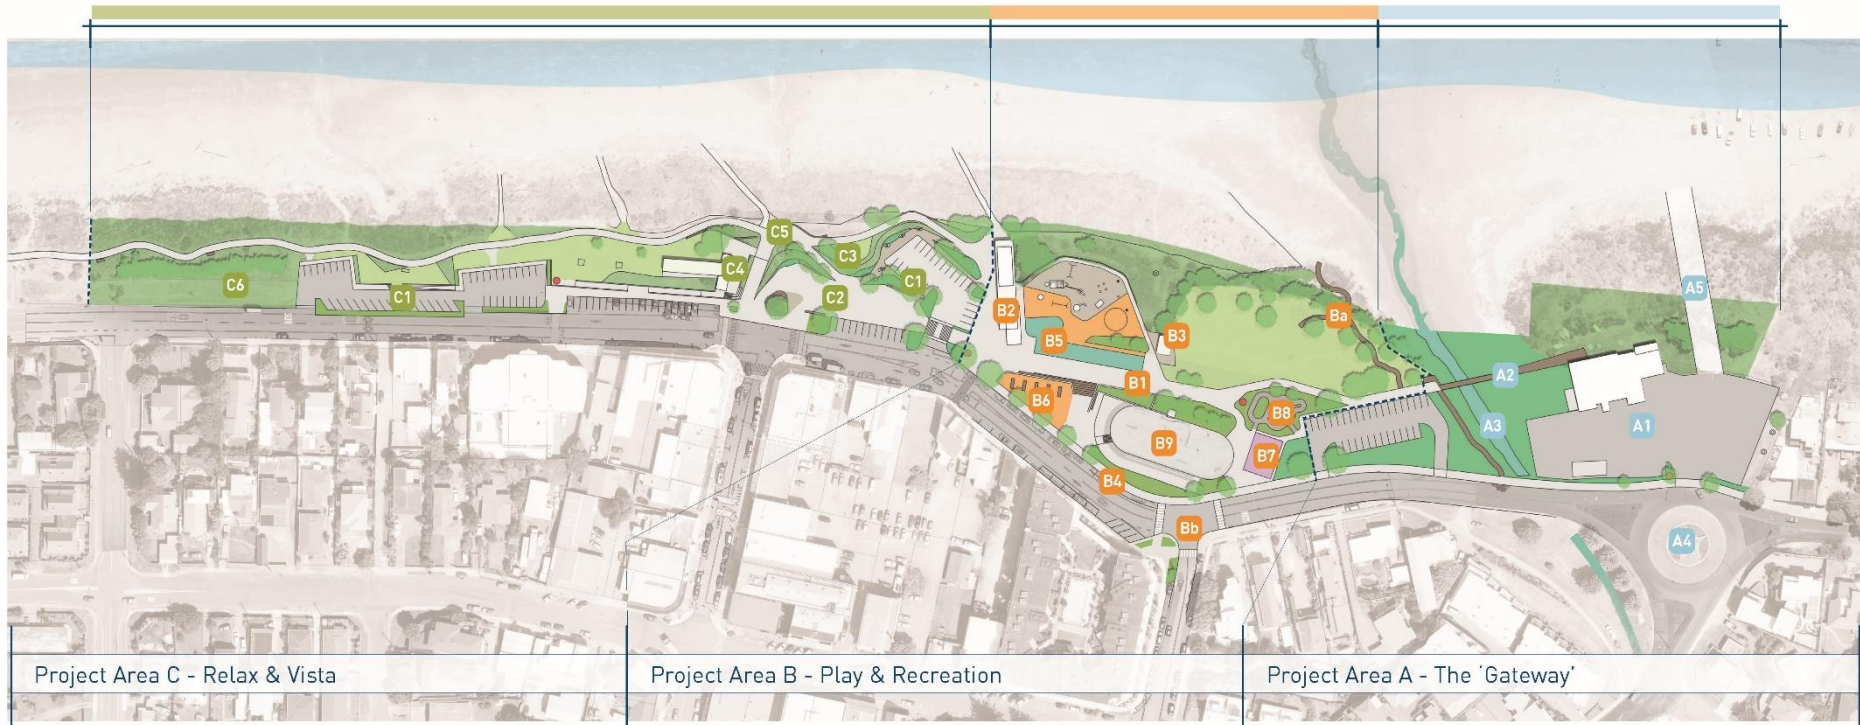 C5
C3
C4
C6
C1
C2
C1
B2
B5
B3
Ba
B1
B6
B8
B9
B7
B4
Bb
A5
A2
A3
A1
A4
Project Area C - Relax & Vista
Project Area B - Play & Recreation
Project Area A - The ‘Gateway’